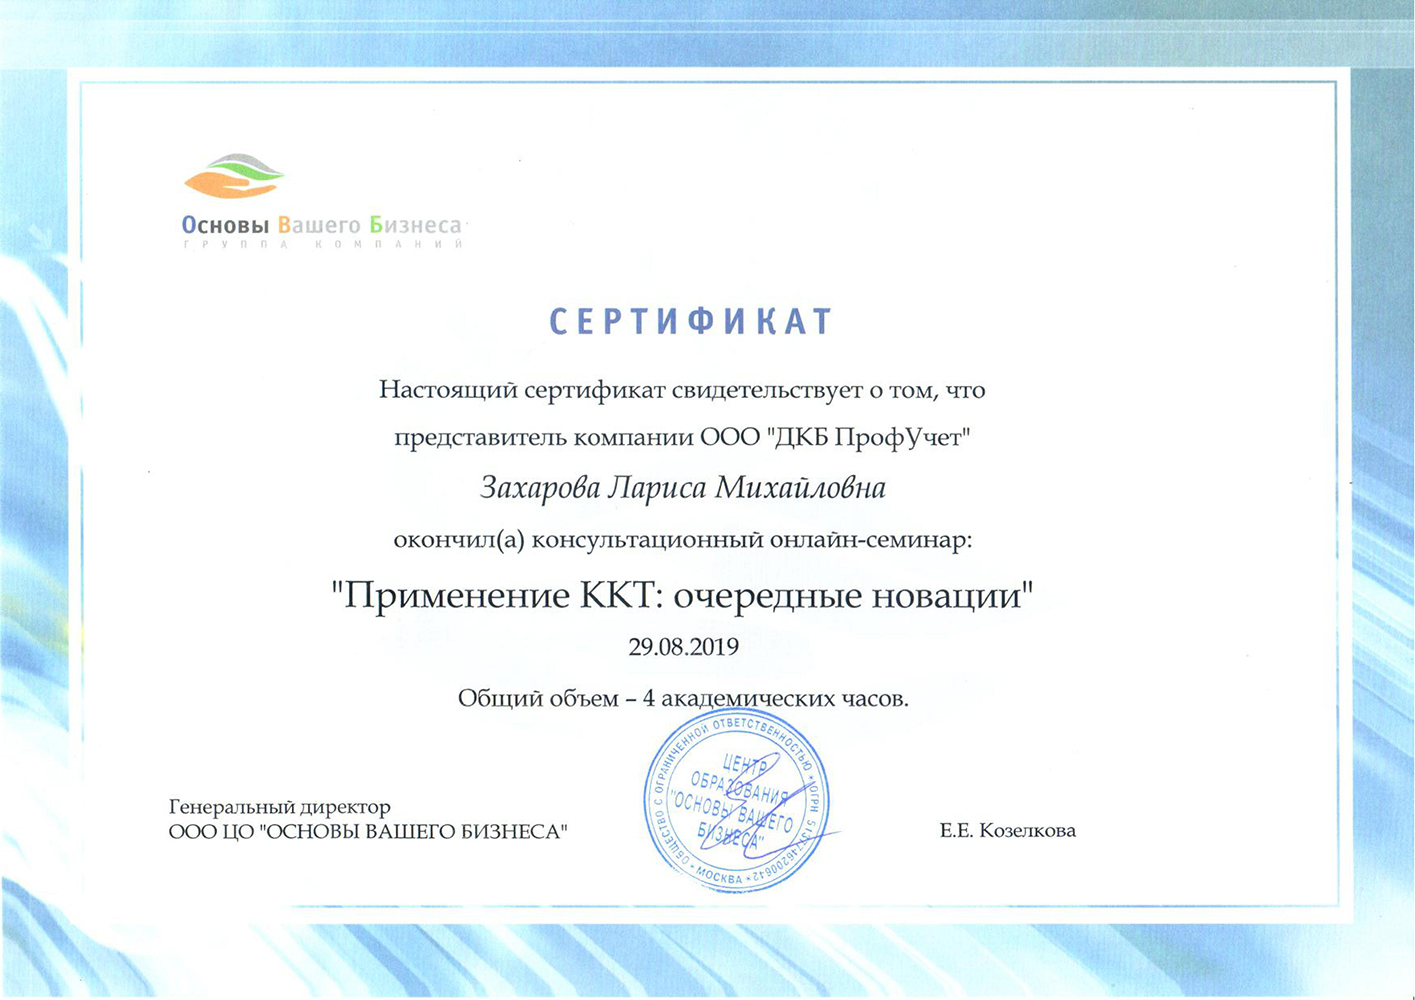 Основы Вашего Бизнеса
ГРУППА КОМПАНИЙ
СЕРТИФИКАТ
Настоящий сертификат свидетельствует о том, что
представитель компании ООО "ДКБ ПрофУчет"
Захарова Лариса Михайловна
окончил(а) консультационный онлайн-семинар:
"Применение ККТ: очередные новации"
29.08.2019
Общий объем – 4 академических часов.
Генеральный директор
ООО ЦО "ОСНОВЫ ВАШЕГО БИЗНЕСА"
ОБЩЕСТВО С ОГРАНИЧЕННОЙ ОТВЕТСТВЕННОСТЬЮ * ОГРН 5137746200642 *
* МОСКВА *
ЦЕНТР
ОБРАЗОВАНИЯ
"ОСНОВЫ ВАШЕГО
БИЗНЕСА"
Е.Е. Козелкова